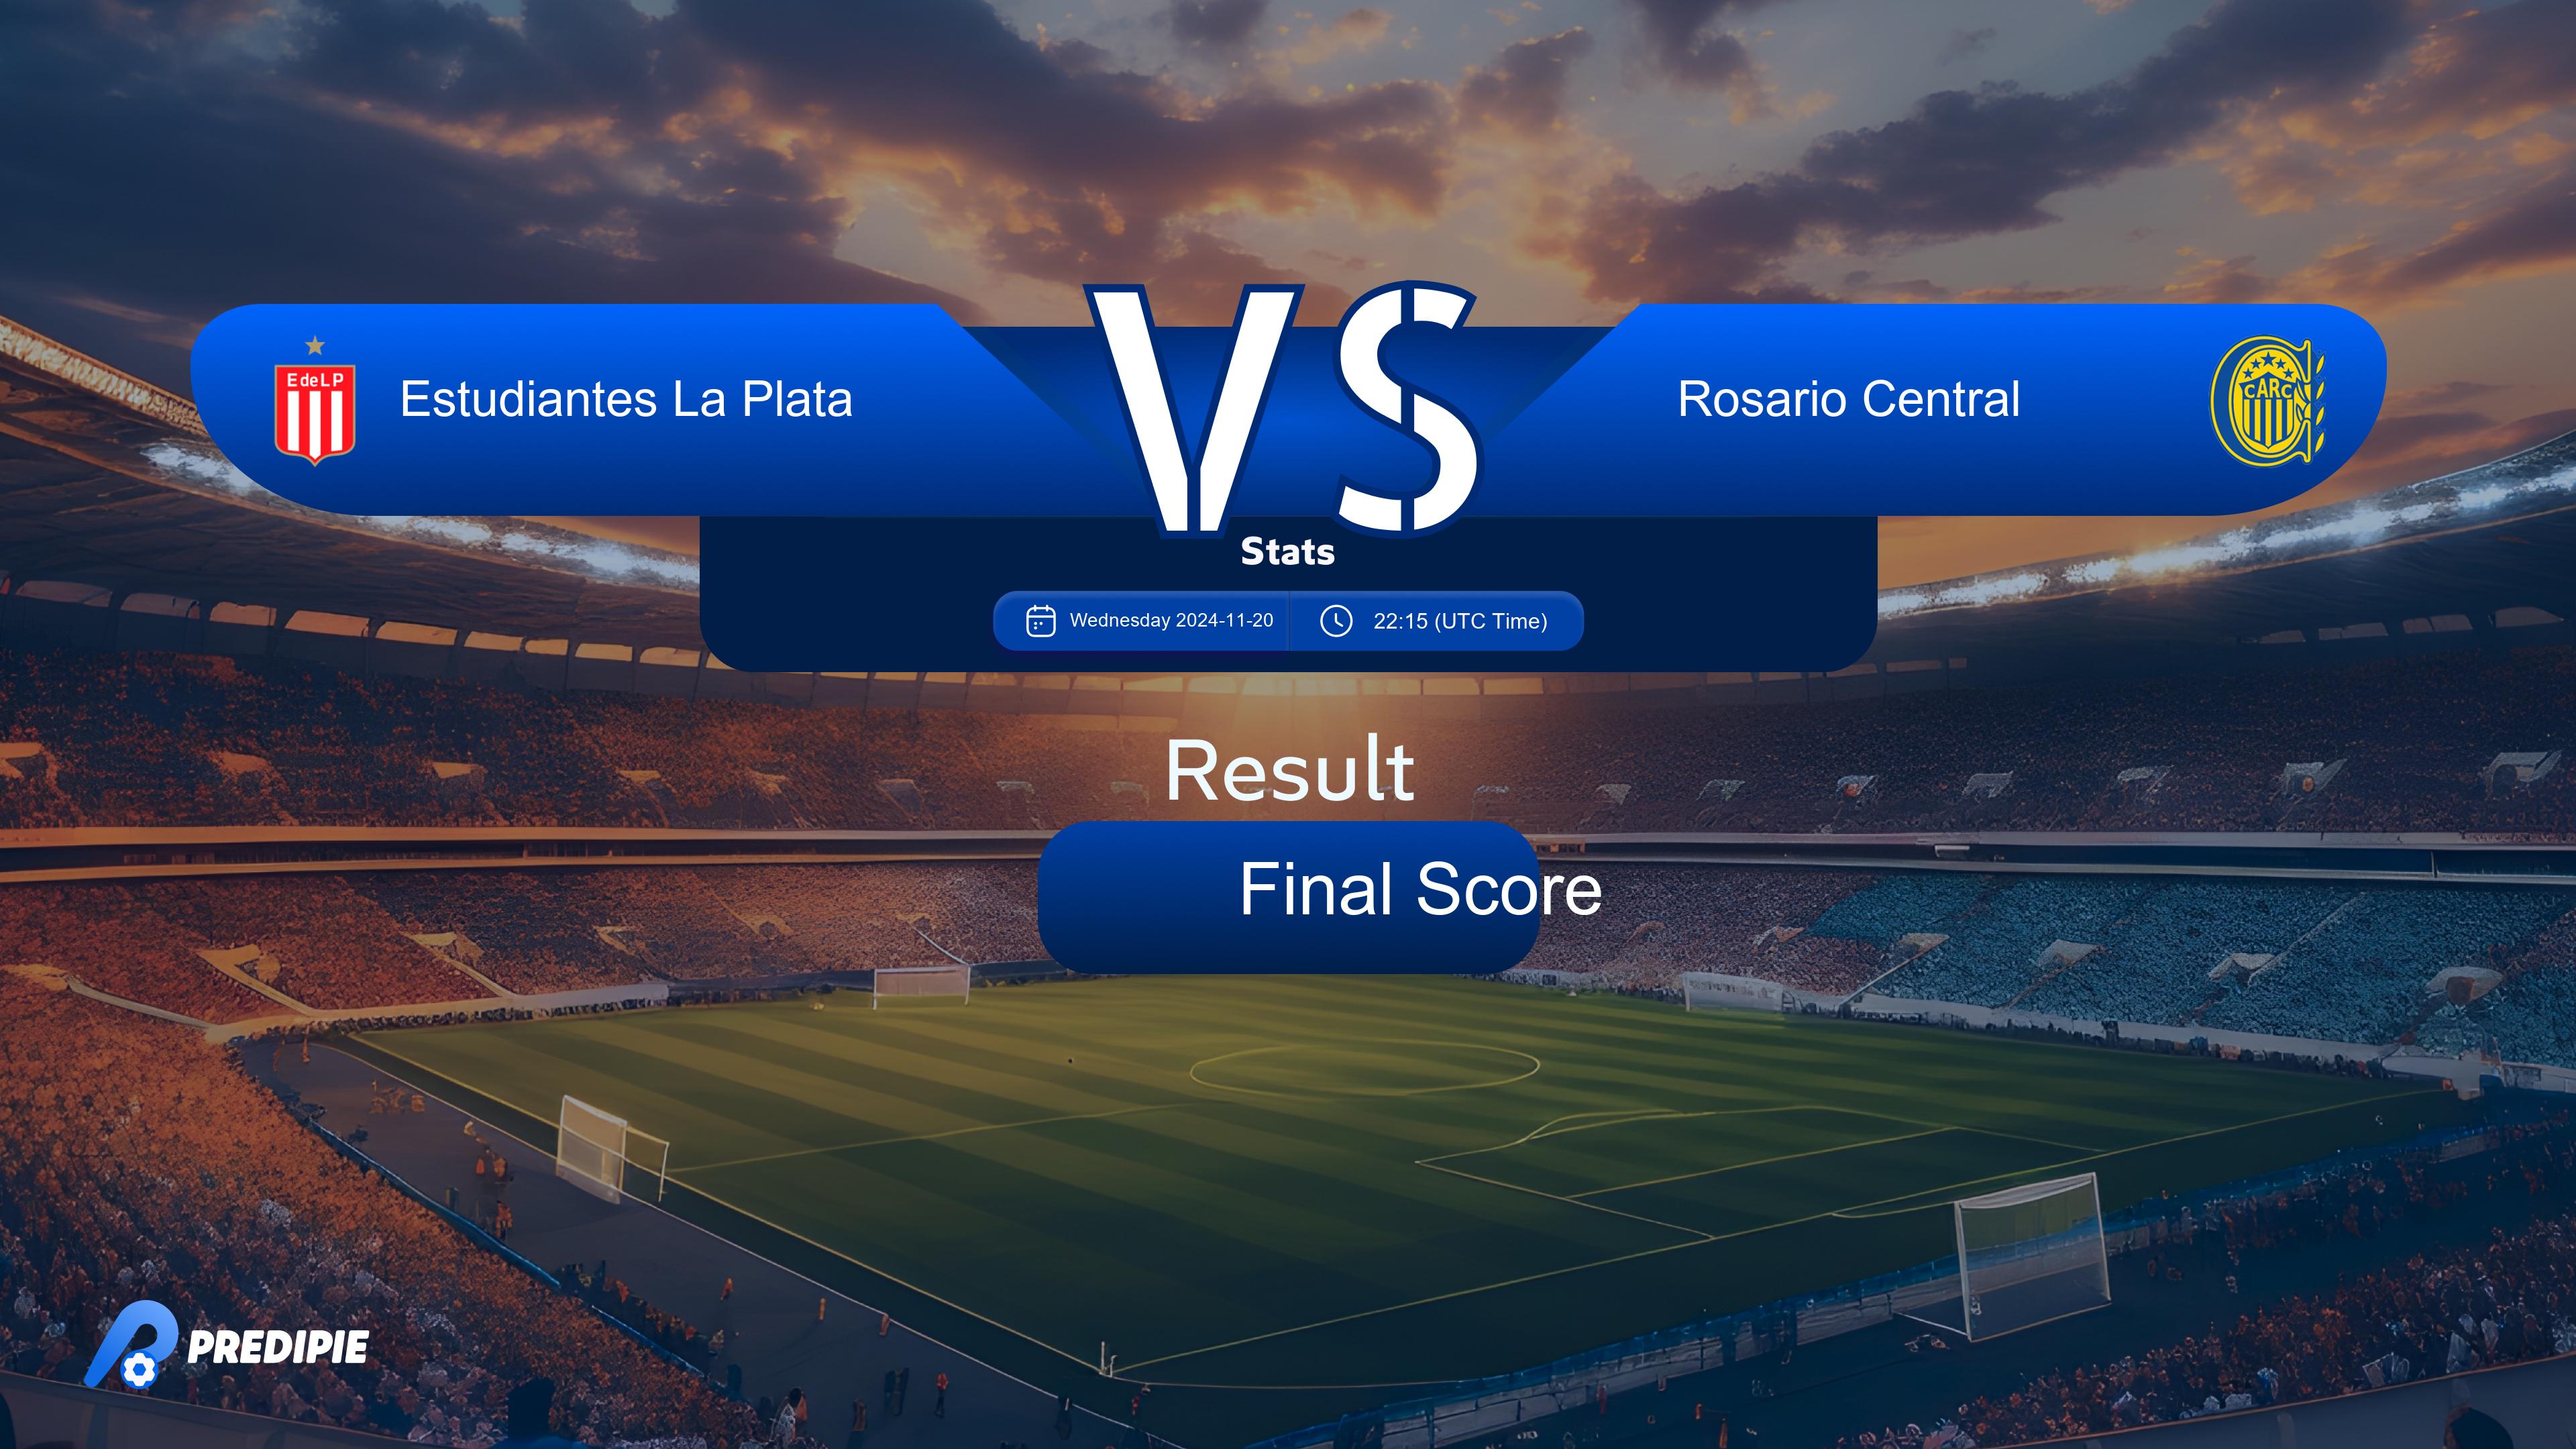 VS
EdeLP
Estudiantes La Plata
Rosario Central
CARC
Stats
Wednesday 2024-11-20
22:15 (UTC Time)
Result
Final Score
PREDIPIE